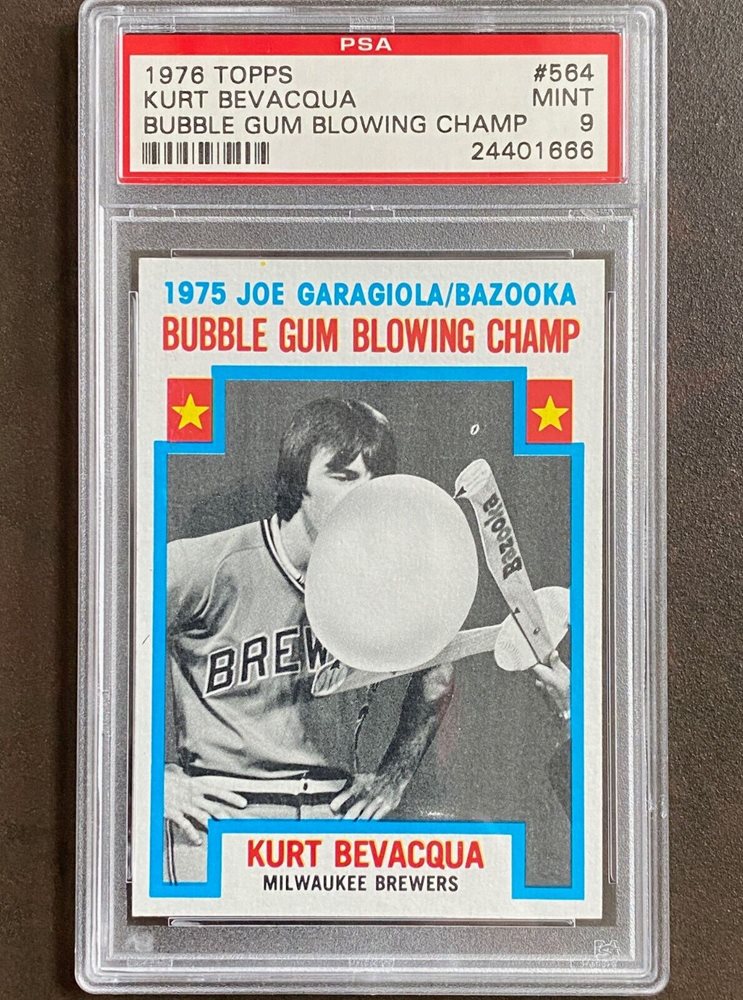 PSA
1976 TOPPS #564
KURT BEVACQUA MINT
BUBBLE GUM BLOWING CHAMP 9
24401666
1975 JOE GARAGIOLA/BAZOOKA
BUBBLE GUM BLOWING CHAMP
Bazooka
BREW
KURT BEVACQUA
MILWAUKEE BREWERS